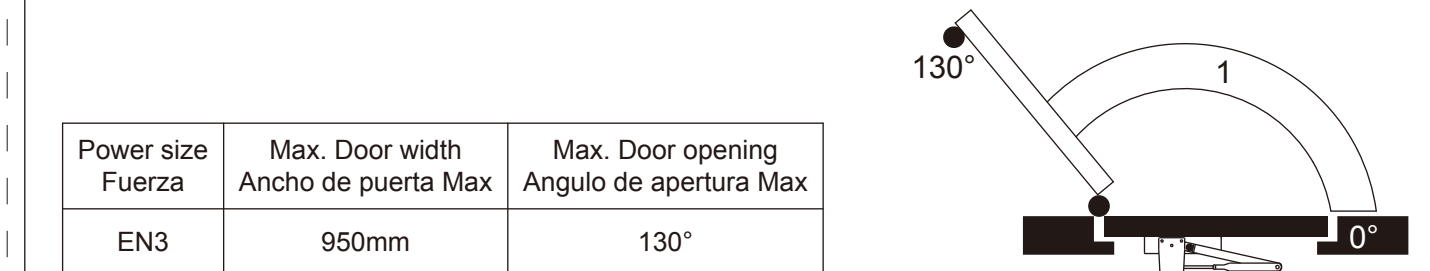 130°
1
Power size
Fuerza
Max. Door width
Ancho de puerta Max
Max. Door opening
Angulo de apertura Max
EN3
950mm
130°
0°